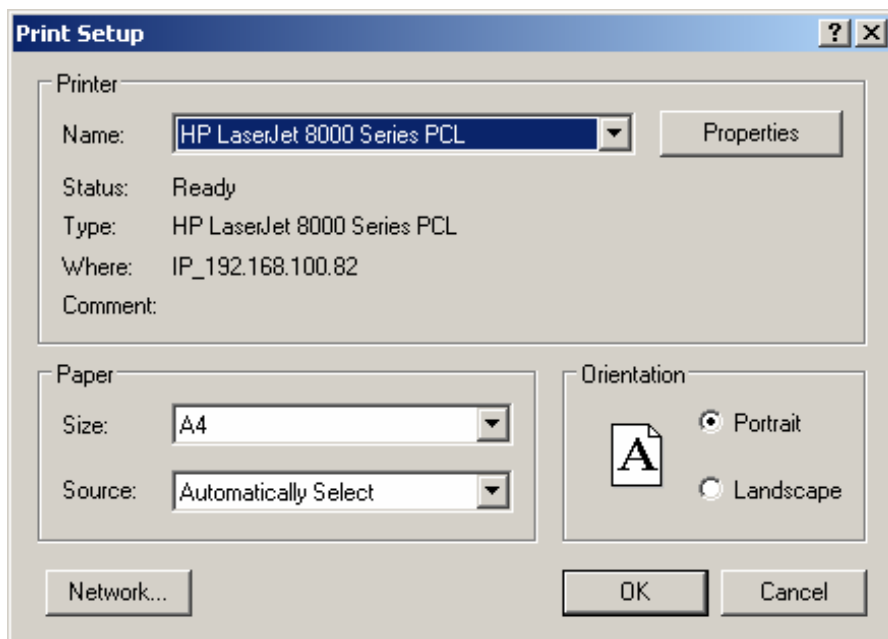 Print Setup
Printer
Name: HP LaserJet 8000 Series PCL Properties
Status: Ready
Type: HP LaserJet 8000 Series PCL
Where: IP_192.168.100.82
Comment:
Paper
Size: A4
Source: Automatically Select
Orientation
A
Portrait
Landscape
Network... OK Cancel